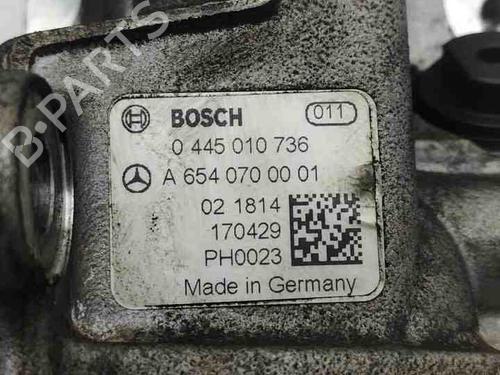 BOSCH 011
0 445 010 736
A 654 070 00 01
02 1814
170429
PH0023
Made in Germany
B-PARTS